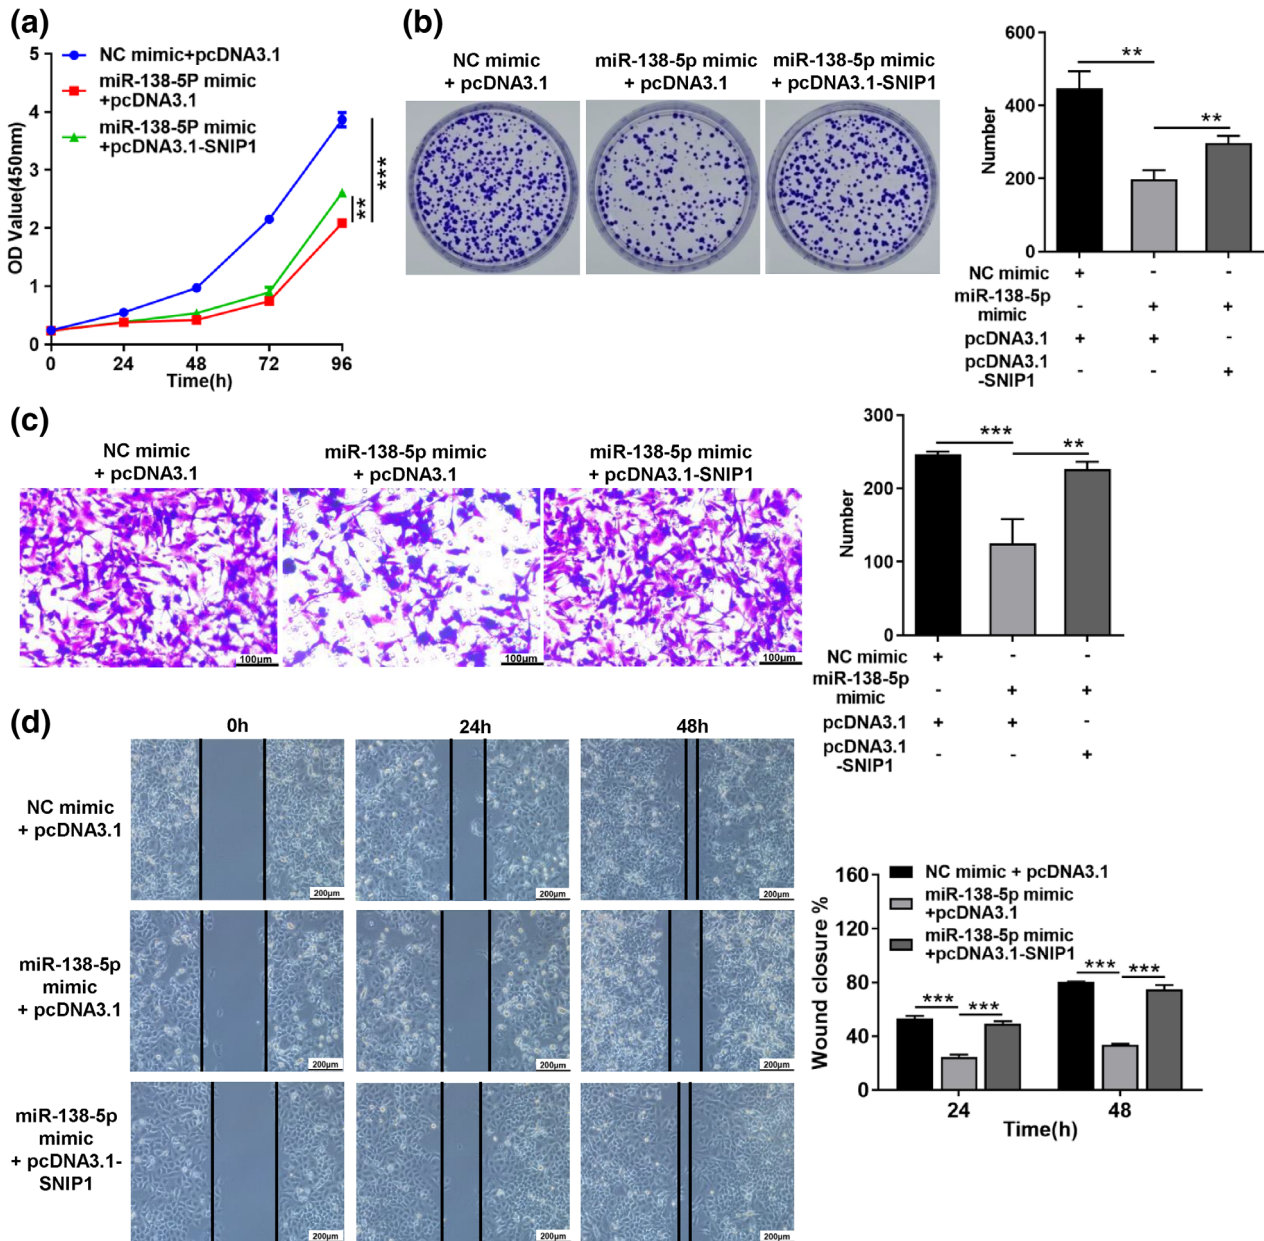 (a)
5
4
3
2
1
0
OD Value(450nm)
NC mimic+pcDNA3.1
miR-138-5P mimic
+pcDNA3.1
miR-138-5P mimic
+pcDNA3.1-SNIP1
***
**
0 24 48 72 96
Time(h)
(b)
NC mimic
+ pcDNA3.1
miR-138-5p mimic
+ pcDNA3.1
miR-138-5p mimic
+ pcDNA3.1-SNIP1
600
400
200
0
Number
**
**
NC mimic + - -
miR-138-5p
mimic - + +
pcDNA3.1 + + -
pcDNA3.1
-SNIP1 - - +
(c)
NC mimic
+ pcDNA3.1
miR-138-5p mimic
+ pcDNA3.1
miR-138-5p mimic
+ pcDNA3.1-SNIP1
100μm
100μm
100μm
300
200
100
0
Number
***
**
NC mimic + - -
miR-138-5p
mimic - + +
pcDNA3.1 + + -
pcDNA3.1
-SNIP1 - - +
(d)
0h 24h 48h
NC mimic
+ pcDNA3.1
200μm 200μm 200μm
miR-138-5p
mimic
+ pcDNA3.1
200μm 200μm 200μm
miR-138-5p
mimic
+ pcDNA3.1-
SNIP1
200μm 200μm 200μm
160
120
80
40
0
Wound closure %
NC mimic + pcDNA3.1
miR-138-5p mimic
+pcDNA3.1
miR-138-5p mimic
+pcDNA3.1-SNIP1
*** ***
*** ***
24 48
Time(h)